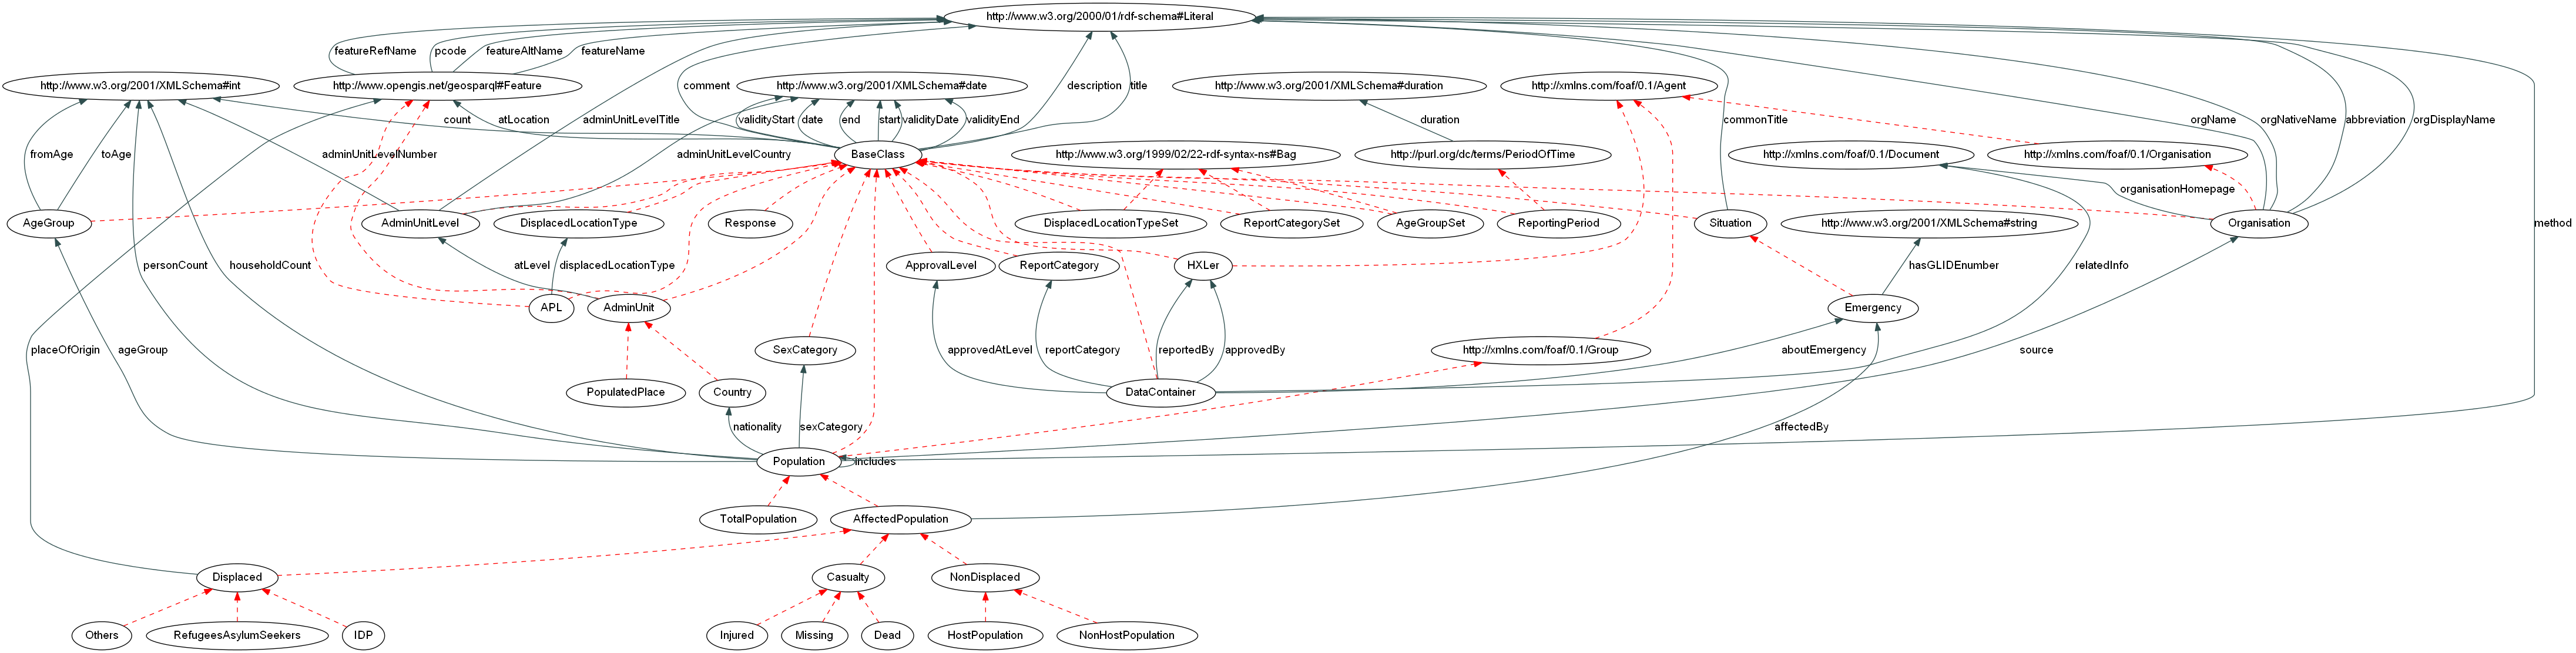 http://www.w3.org/2000/01/rdf-schema#Literal
featureRefName
pcode
featureAltName
featureName
http://www.w3.org/2001/XMLSchema#int
http://www.opengis.net/geosparql#Feature
comment
http://www.w3.org/2001/XMLSchema#date
description
title
http://www.w3.org/2001/XMLSchema#duration
http://xmlns.com/foaf/0.1/Agent
count
atLocation
adminUnitLevelTitle
validityStart
date
end
start
validityDate
validityEnd
duration
commonTitle
orgName
orgNativeName
abbreviation
orgDisplayName
fromAge
toAge
adminUnitLevelNumber
adminUnitLevelCountry
BaseClass
http://www.w3.org/1999/02/22-rdf-syntax-ns#Bag
http://purl.org/dc/terms/PeriodOfTime
http://xmlns.com/foaf/0.1/Document
http://xmlns.com/foaf/0.1/Organisation
organisationHomepage
AgeGroup
AdminUnitLevel
DisplacedLocationType
Response
DisplacedLocationTypeSet
ReportCategorySet
AgeGroupSet
ReportingPeriod
Situation
http://www.w3.org/2001/XMLSchema#string
Organisation
method
personCount
householdCount
atLevel
displacedLocationType
ApprovalLevel
ReportCategory
HXLer
hasGLIDEnumber
relatedInfo
APL
AdminUnit
Emergency
placeOfOrigin
ageGroup
SexCategory
approvedAtLevel
reportCategory
reportedBy
approvedBy
http://xmlns.com/foaf/0.1/Group
aboutEmergency
source
PopulatedPlace
Country
DataContainer
nationality
sexCategory
affectedBy
Population
includes
TotalPopulation
AffectedPopulation
Displaced
Casualty
NonDisplaced
Others
RefugeesAsylumSeekers
IDP
Injured
Missing
Dead
HostPopulation
NonHostPopulation